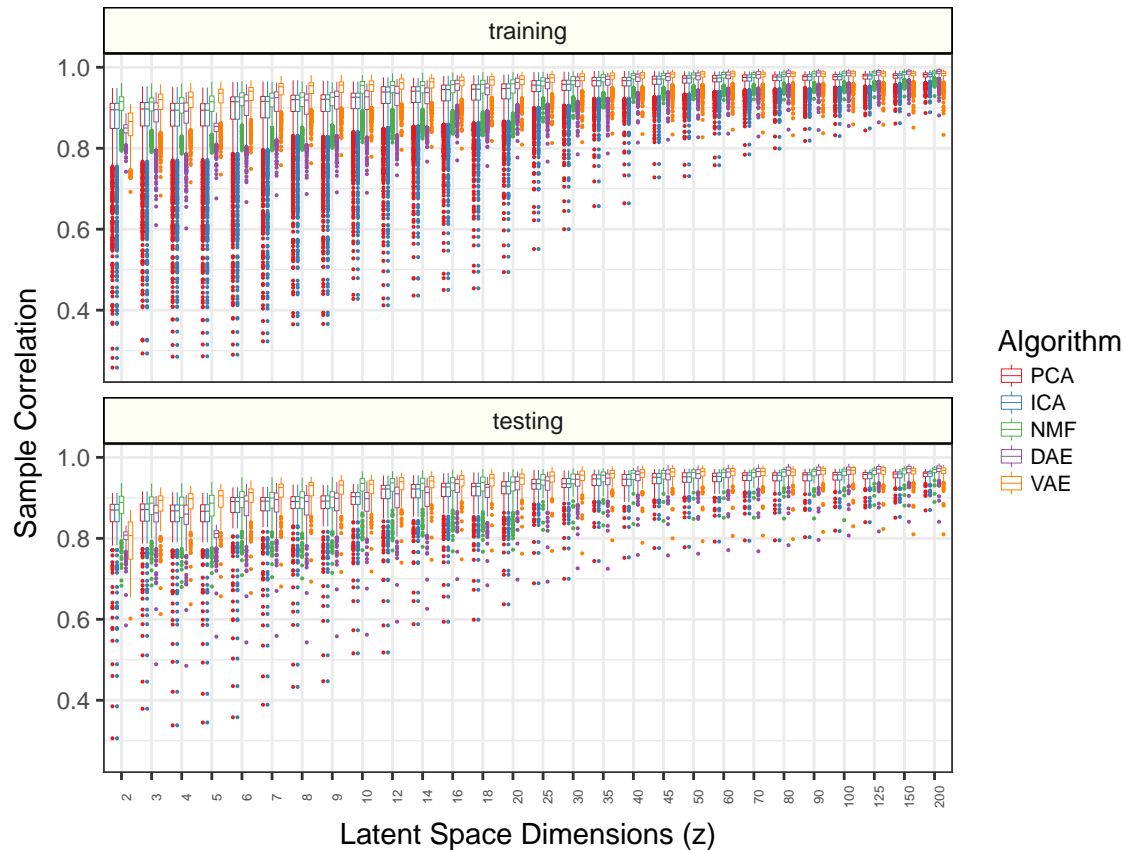 training
1.0
0.8
0.6
0.4
testing
1.0
0.8
0.6
0.4
Sample Correlation
2 3 4 5 6 7 8 9 10 12 14 16 18 20 25 30 35 40 45 50 60 70 80 90 100 125 150 200
Latent Space Dimensions (z)
Algorithm
PCA
ICA
NMF
DAE
VAE